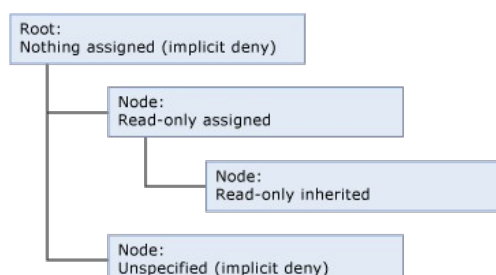 Root:
Nothing assigned (implicit deny)
Node:
Read-only assigned
Node:
Read-only inherited
Node:
Unspecified (implicit deny)